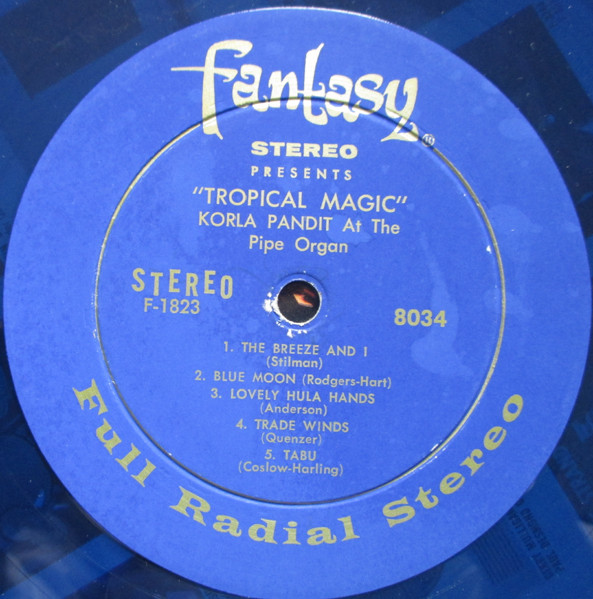 Fantasy
STEREO
PRESENTS
"TROPICAL MAGIC"
KORLA PANDIT At The
Pipe Organ
STEREO
F-1823
8034
1. THE BREEZE AND 1
(Stilman)
2. BLUE MOON (Rodgers-Hart)
3. LOVELY HULA HANDS
(Anderson)
4. TRADE WINDS
(Quenzer)
5. TABU
(Coslow-Harling)
Full Radial Stereo